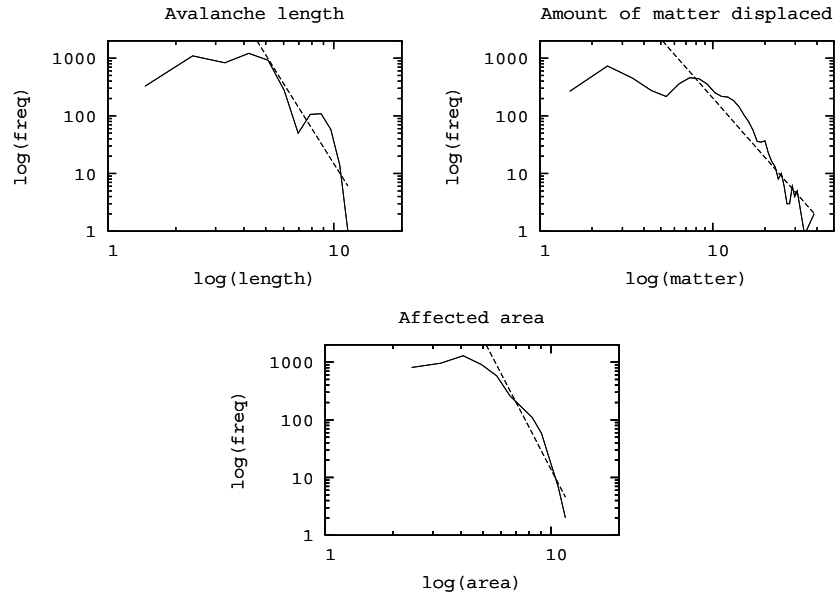 Avalanche length
Amount of matter displaced
1000
100
10
1
log(freq)
1
10
log(length)
1000
100
10
1
log(freq)
1
10
log(matter)
Affected area
1000
100
10
1
log(freq)
1
10
log(area)